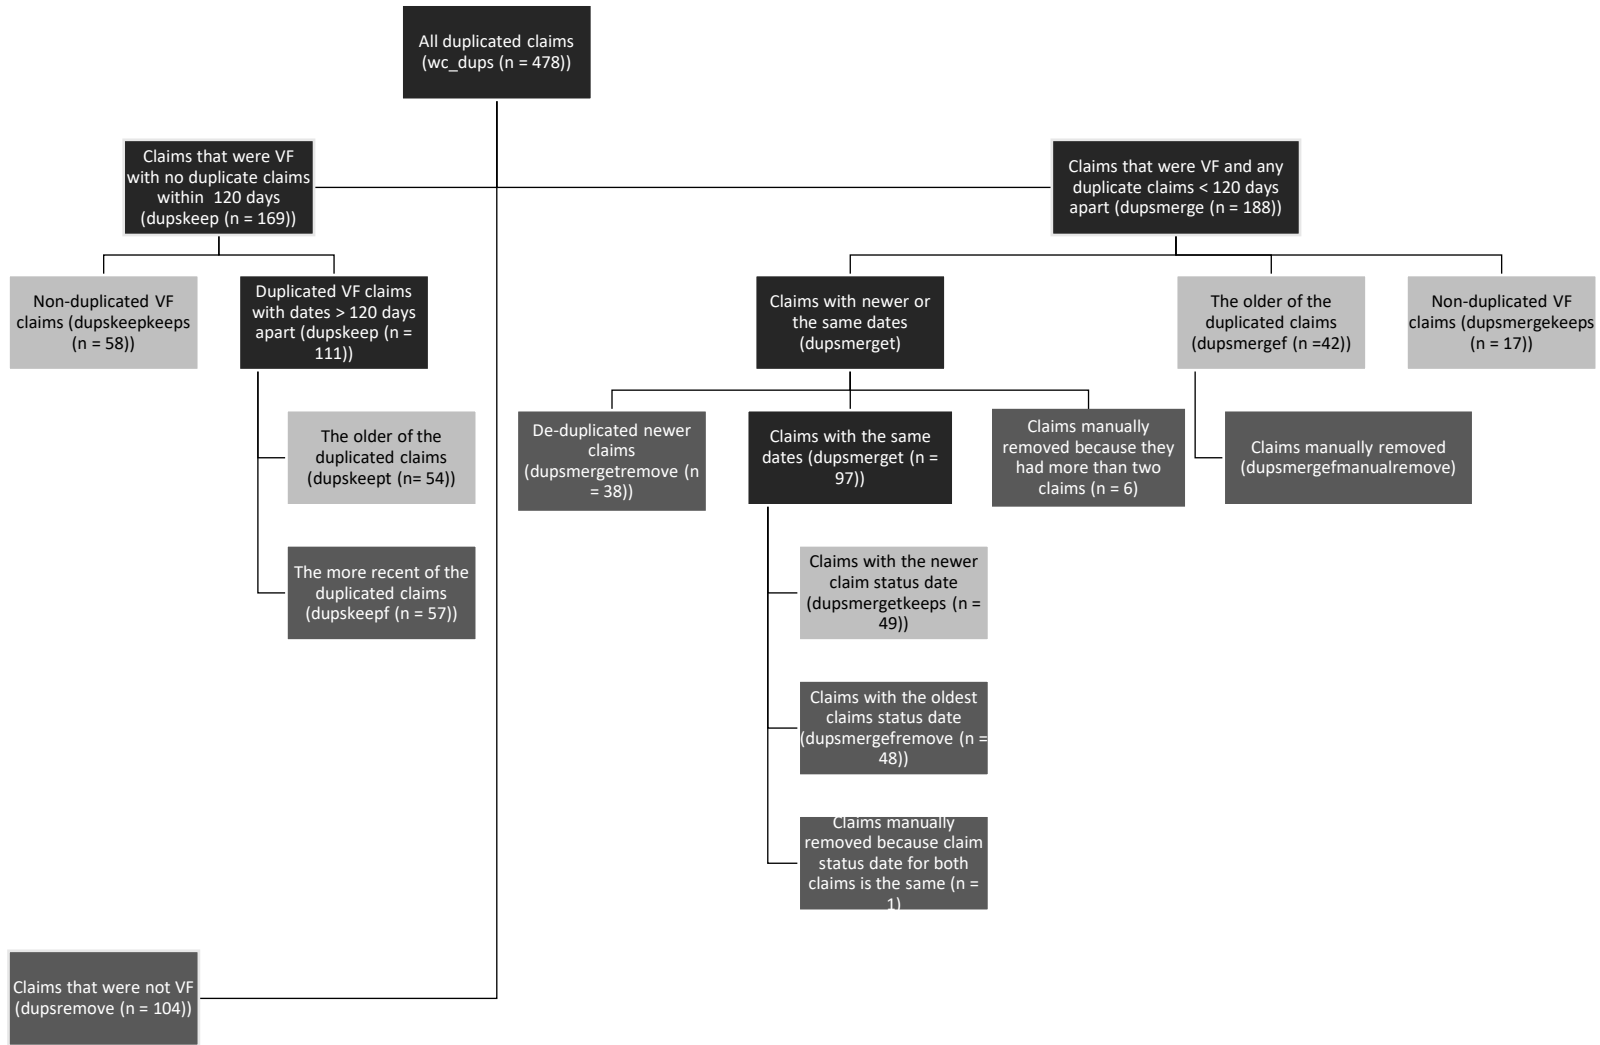 All duplicated claims
(wc_dups (n = 478))
Claims that were VF
with no duplicate claims
within  120 days
(dupskeep (n = 169))
Claims that were VF and any
duplicate claims < 120 days
apart (dupsmerge (n = 188))
Non-duplicated VF
claims (dupskeepkeeps
(n = 58))
Duplicated VF claims
with dates > 120 days
apart (dupskeep (n =
111))
Claims with newer or
the same dates
(dupsmerget)
The older of the
duplicated claims
(dupsmergef (n =42))
Non-duplicated VF
claims (dupsmergekeeps
(n = 17))
The older of the
duplicated claims
(dupskeept (n= 54))
De-duplicated newer
claims
(dupsmergetremove (n
= 38))
Claims with the same
dates (dupsmerget (n =
97))
Claims manually
removed because they
had more than two
claims (n = 6)
Claims manually removed
(dupsmergefmanualremove)
The more recent of the
duplicated claims
(dupskeepf (n = 57))
Claims with the newer
claim status date
(dupsmergetkeeps (n =
49))
Claims with the oldest
claims status date
(dupsmergefremove (n =
48))
Claims manually
removed because claim
status date for both
claims is the same (n =
1)
Claims that were not VF
(dupsremove (n = 104))